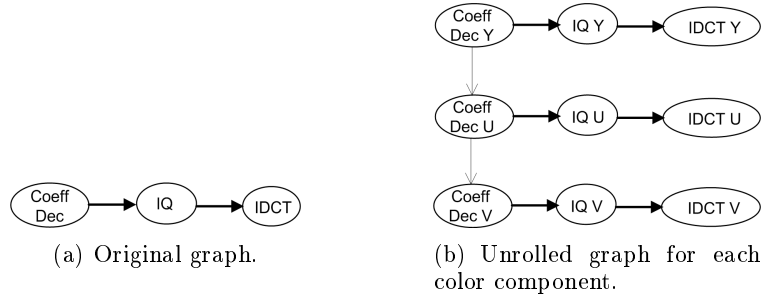 Coeff
Dec
IQ
IDCT
(a) Original graph.
Coeff
Dec Y
IQ Y
IDCT Y
Coeff
Dec U
IQ U
IDCT U
Coeff
Dec V
IQ V
IDCT V
(b) Unrolled graph for each
color component.